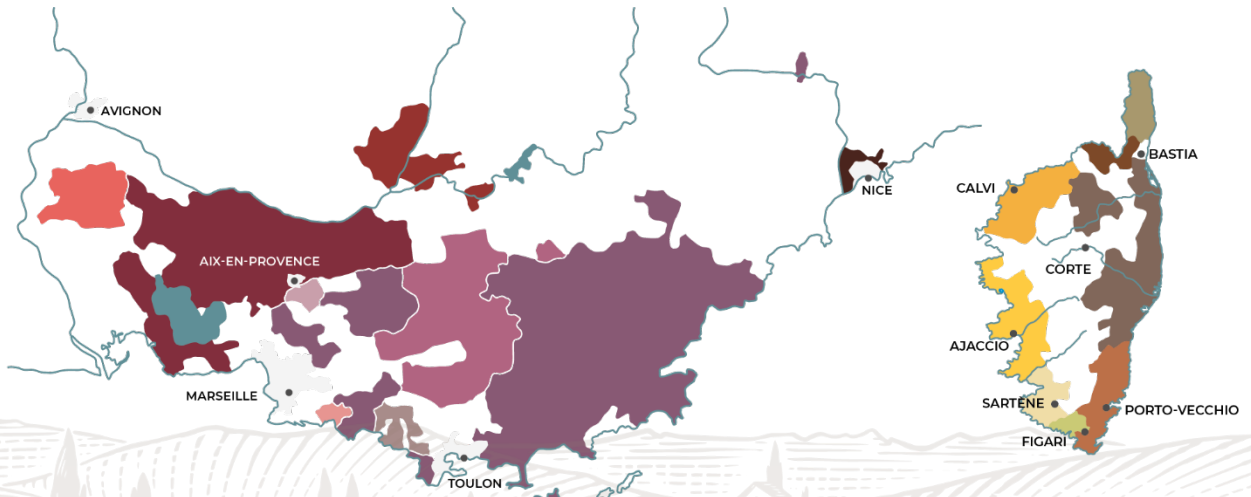 AVIGNON
BASTIA
NICE
CALVI
AIX-EN-PROVENCE
CORTE
AJACCIO
MARSEILLE
SARTÈNE
PORTO-VECCHIO
FIGARI
TOULON